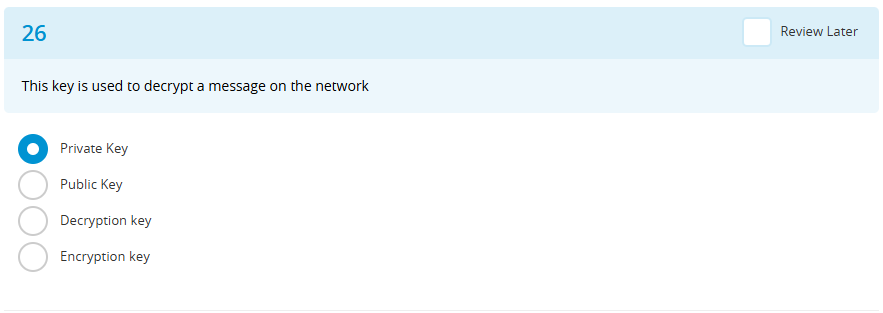 26
Review Later
This key is used to decrypt a message on the network
Private Key
Public Key
Decryption key
Encryption key